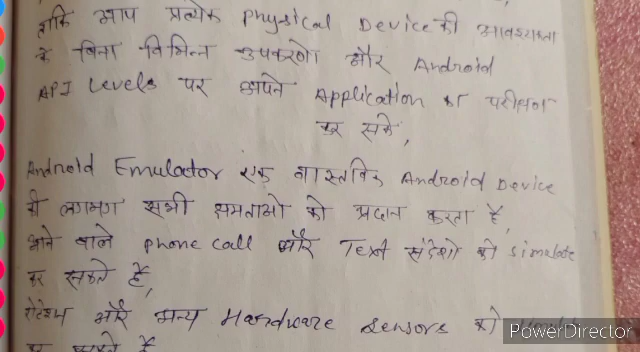 ताकि आप प्रत्येक physical Device की आवश्यकता
के बिना विभिन्न उपकरणो और Android
API Levels पर अपने Application का परीक्षण
कर सके,
Android Emulator एक वास्तविक Android Device
की लगभग सभी क्षमताओ को प्रदान करता है,
आने वाले phone call और Text संदेशो को simulate
कर सकते है,
रोटेशन और अन्य Hardware sensors को
कर सकते है
PowerDirector